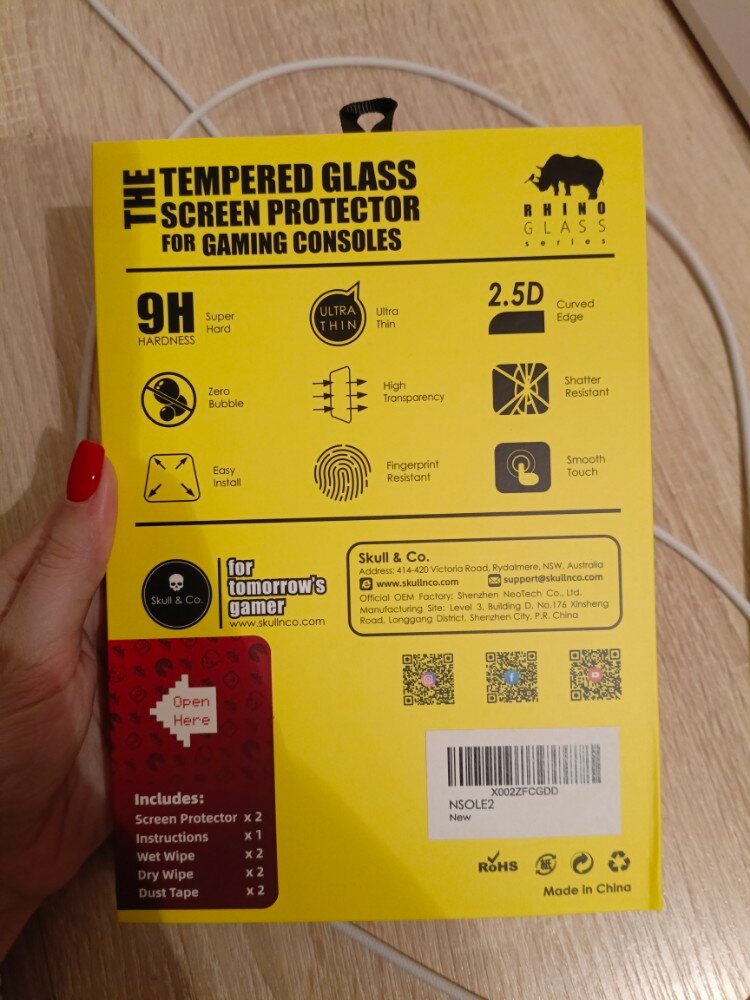 THE TEMPERED GLASS
SCREEN PROTECTOR
FOR GAMING CONSOLES
RHINO
GLASS
series
9H
HARDNESS
Super
Hard
ULTRA
THIN
Ultra
Thin
2.5D
Curved
Edge
Zero
Bubble
High
Transparency
Shatter
Resistant
Easy
Install
Fingerprint
Resistant
Smooth
Touch
Skull & Co.
for
tomorrow's
gamer
www.skullnco.com
Skull & Co.
Address: 414-420 Victoria Road, Rydalmere, NSW, Australia
www.skullnco.com support@skullnco.com
Official OEM Factory: Shenzhen NeoTech Co., Ltd.
Manufacturing Site: Level 3, Building D, No.176 Xinsheng
Road, Longgang District, Shenzhen City, P.R. China
Open
Here
Includes:
Screen Protector x 2
Instructions x 1
Wet Wipe x 2
Dry Wipe x 2
Dust Tape x 2
X002ZFCGDD
NSOLE2
New
RoHS
Made in China